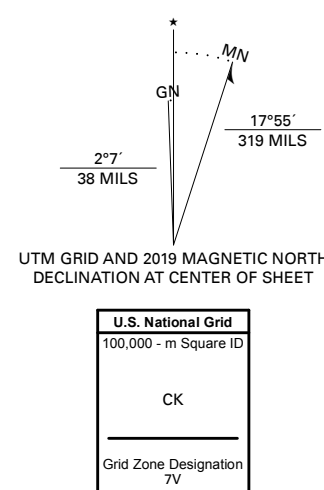 ★
MN
GN
17°55´
319 MILS
2°7´
38 MILS
UTM GRID AND 2019 MAGNETIC NORTH
DECLINATION AT CENTER OF SHEET
U.S. National Grid
100,000 - m Square ID
CK
Grid Zone Designation
7V